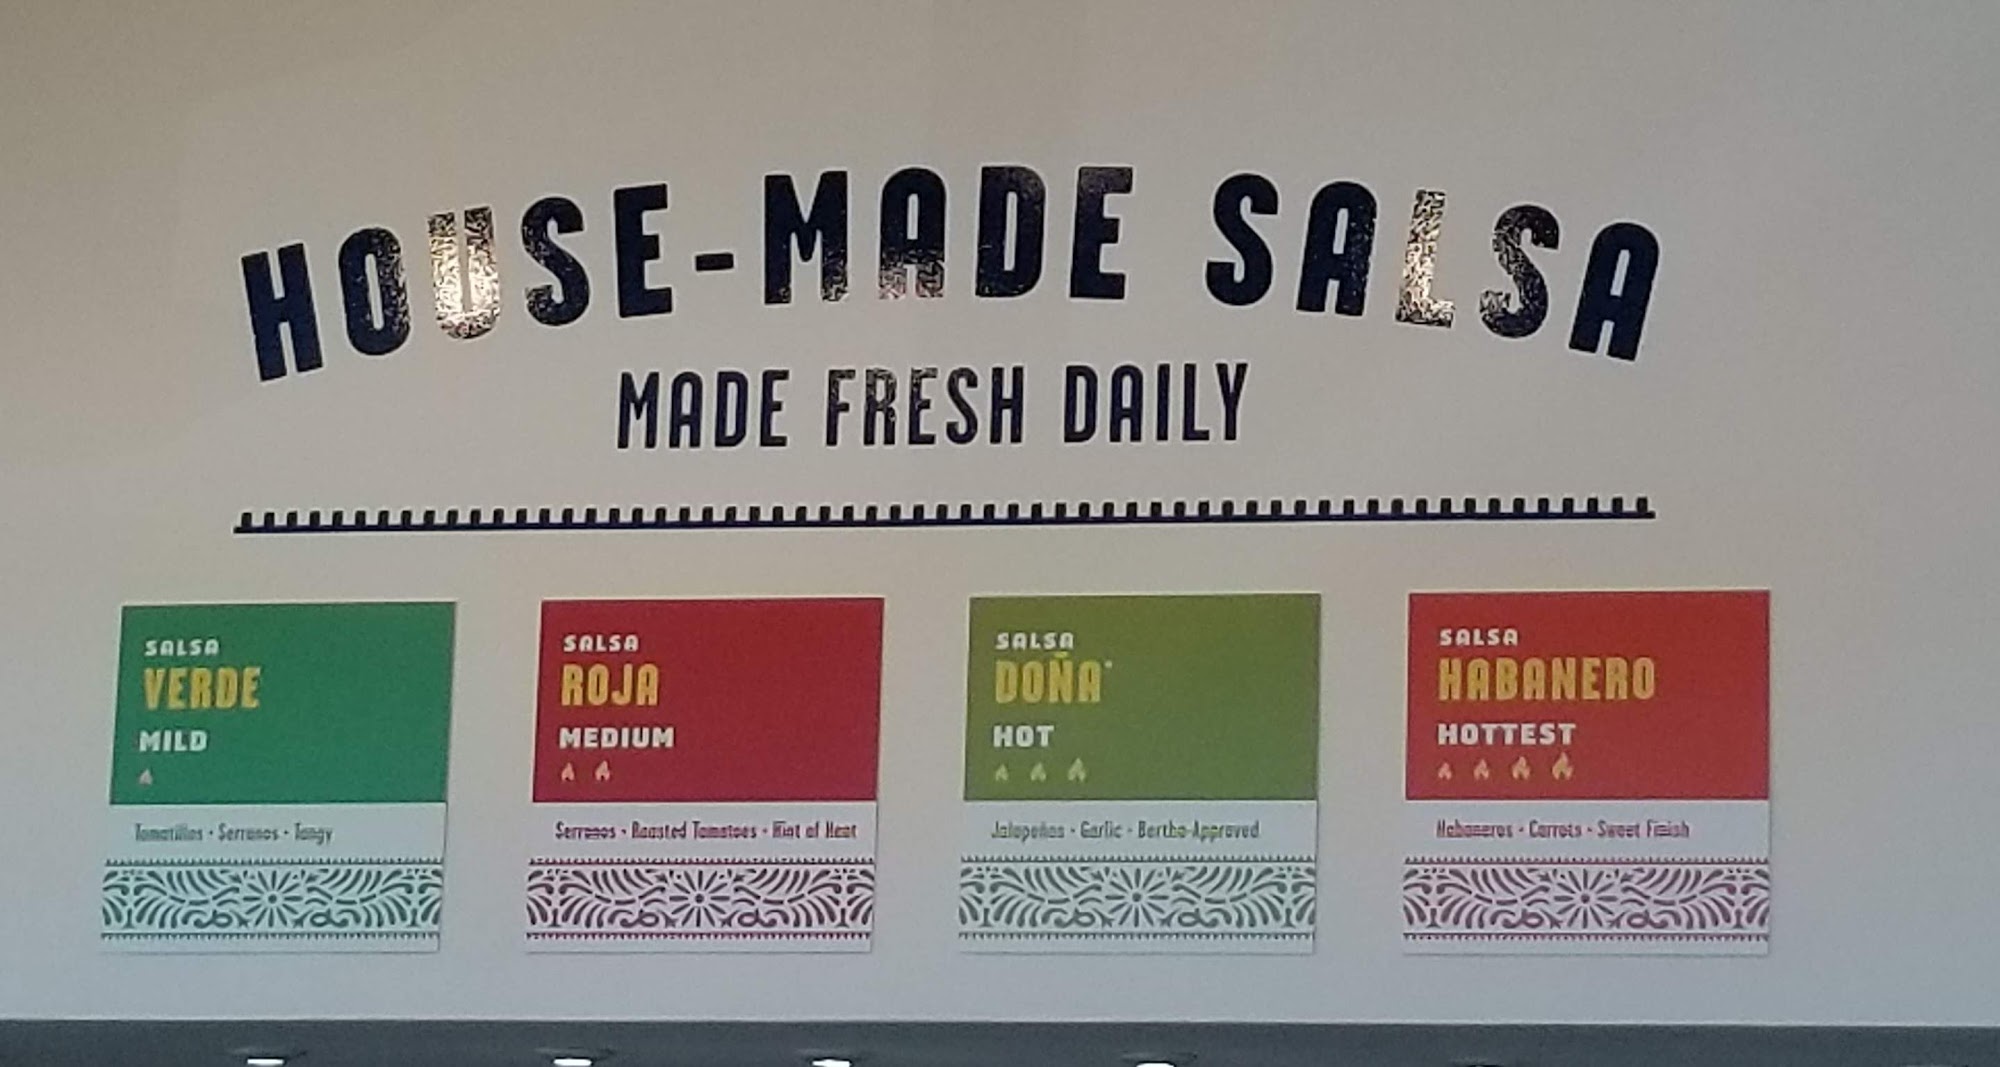 HOUSE-MADE SALSA
MADE FRESH DAILY
SALSA
VERDE
MILD
Tomatillos · Serranos · Tangy
SALSA
ROJA
MEDIUM
Serranos · Roasted Tomatoes · Hint of Heat
SALSA
DOÑA
HOT
Jalapeños · Garlic · Bertha-Approved
SALSA
HABANERO
HOTTEST
Habaneros · Carrots · Sweet Finish